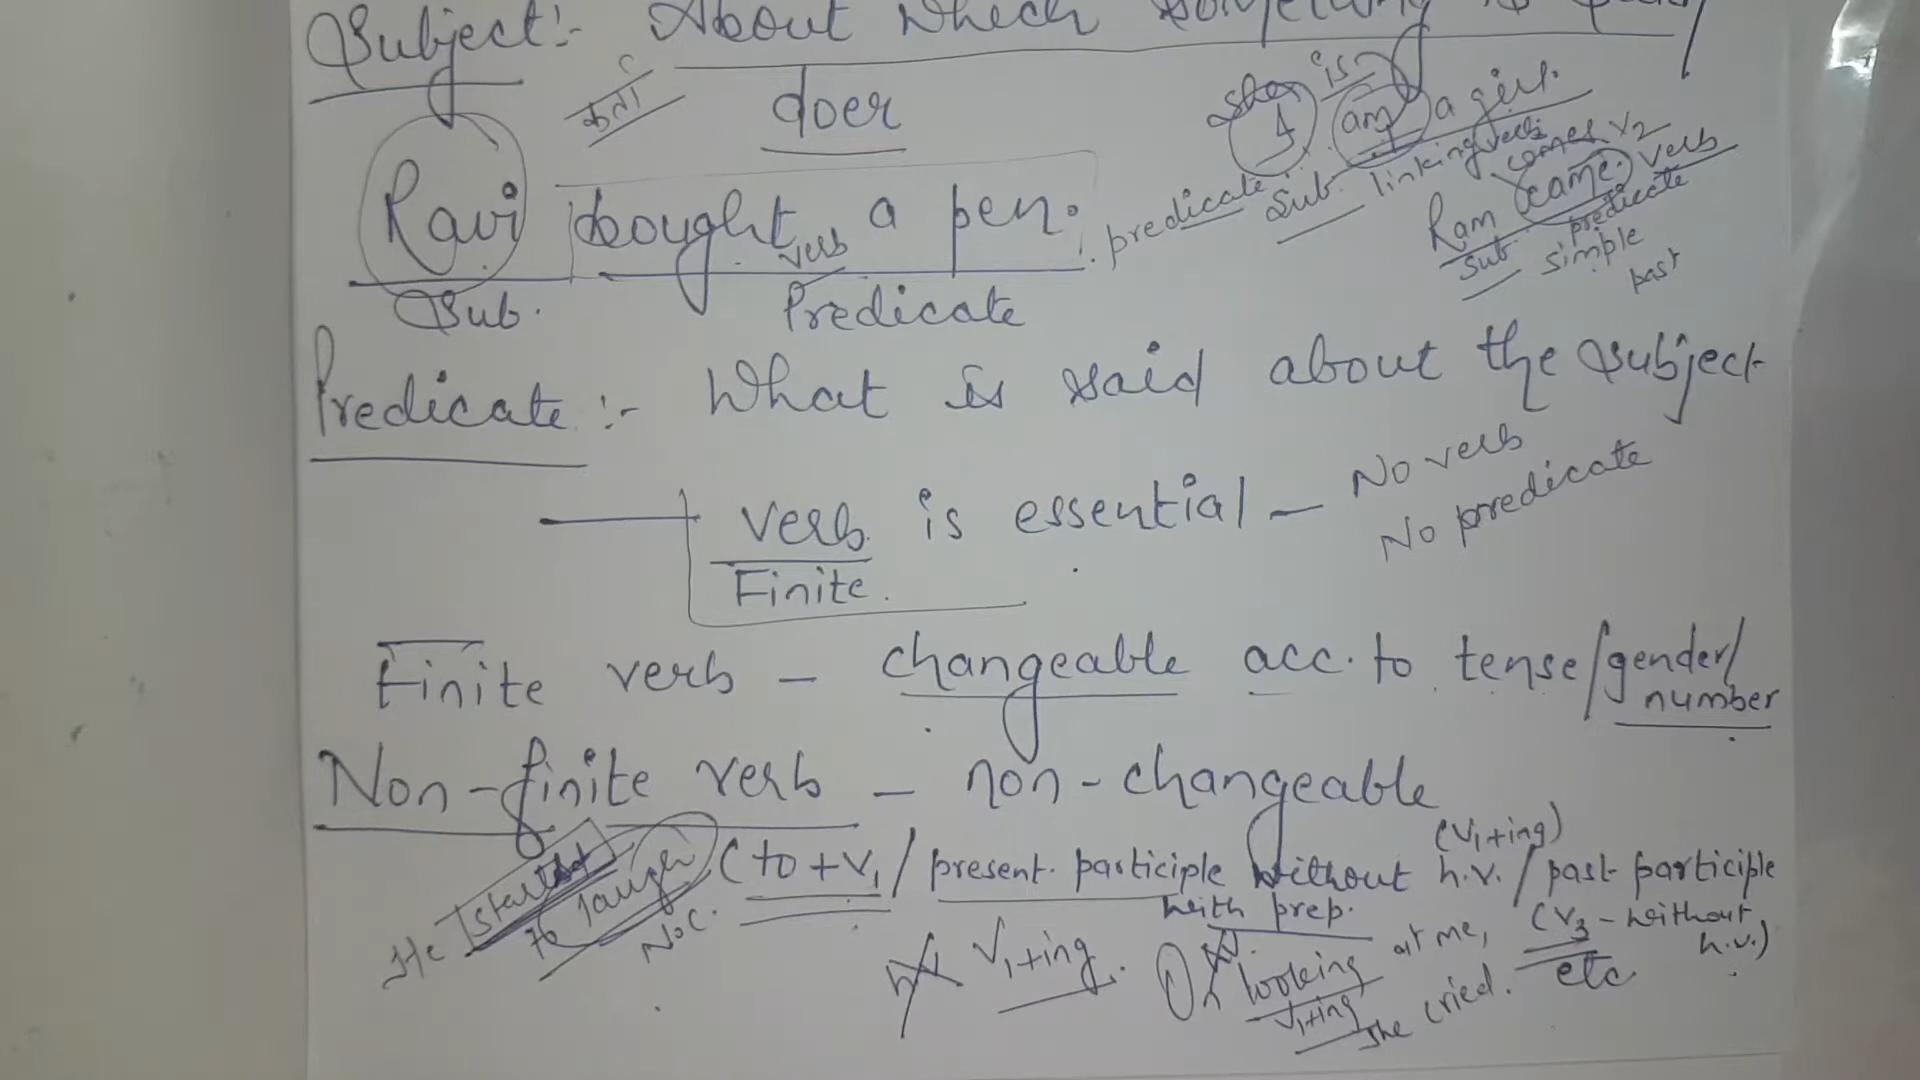 Subject :- About which something is
कर्ता
doer
She is
I am a girl.
Sub. linking verb
predicate
Ravi bought a pen.
verb
Sub. Predicate
comes V2
Ram came. verb
Sub predicate
simple
past
Predicate :- What is said about the subject
verb is essential - No verb
No predicate
Finite.
Finite verb - changeable acc. to tense/gender/
number
Non-finite verb - non-changeable
(V1+ing)
(to + V1 / present participle without h.v. / past participle
with prep.
(V3 - without
h.v.)
etc
He started to laugh
No C.
V1+ing.
On looking at me,
V1+ing
she cried.